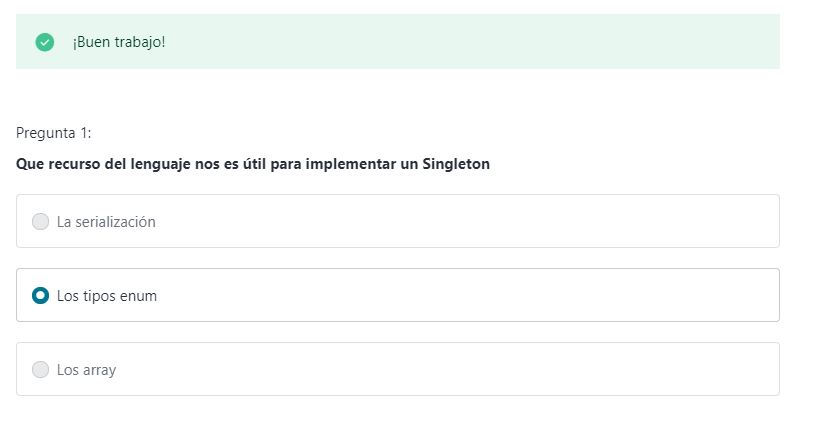 ¡Buen trabajo!
Pregunta 1:
Que recurso del lenguaje nos es útil para implementar un Singleton
La serialización
Los tipos enum
Los array